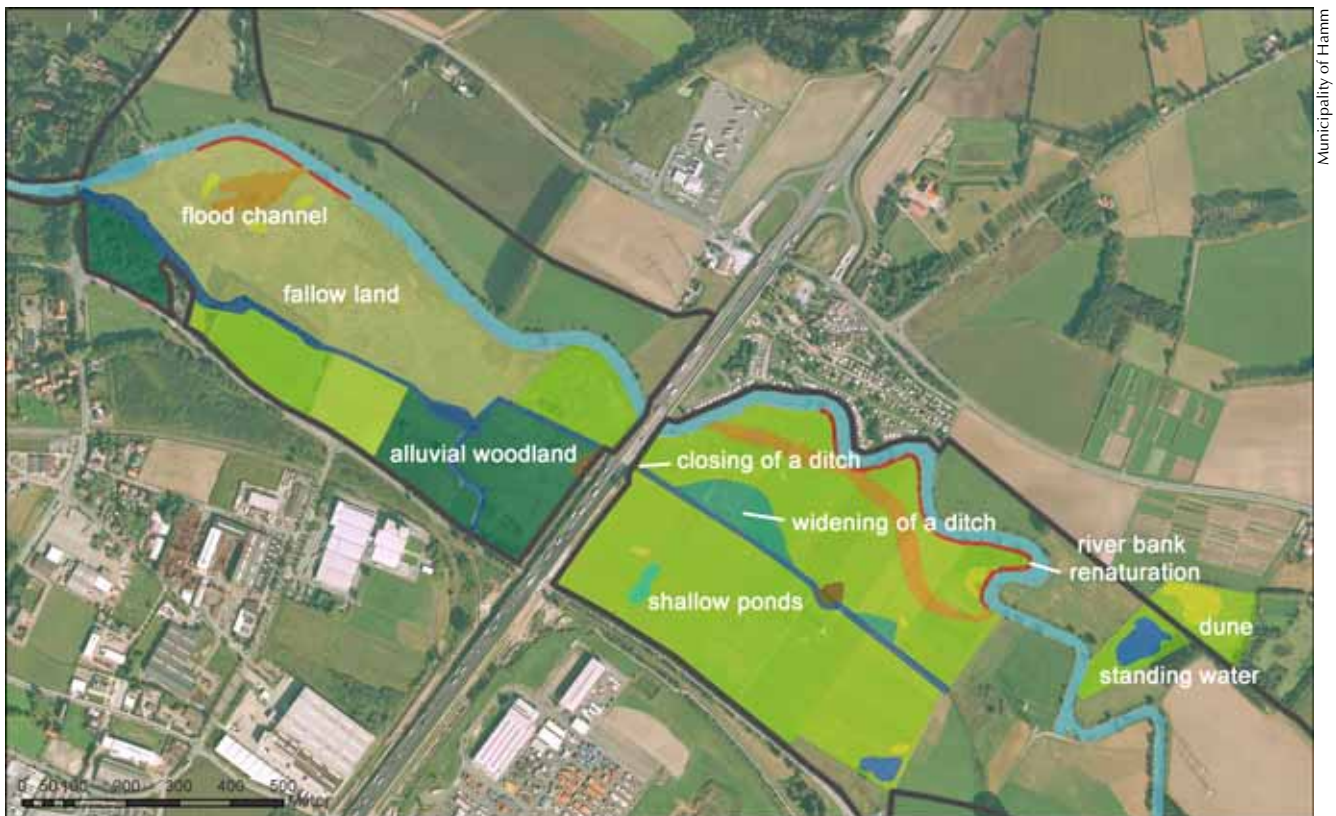 Municipality of Hamm
flood channel
fallow land
alluvial woodland
closing of a ditch
widening of a ditch
river bank
renaturation
shallow ponds
dune
standing water
0 50 100 200 300 400 500
Meter